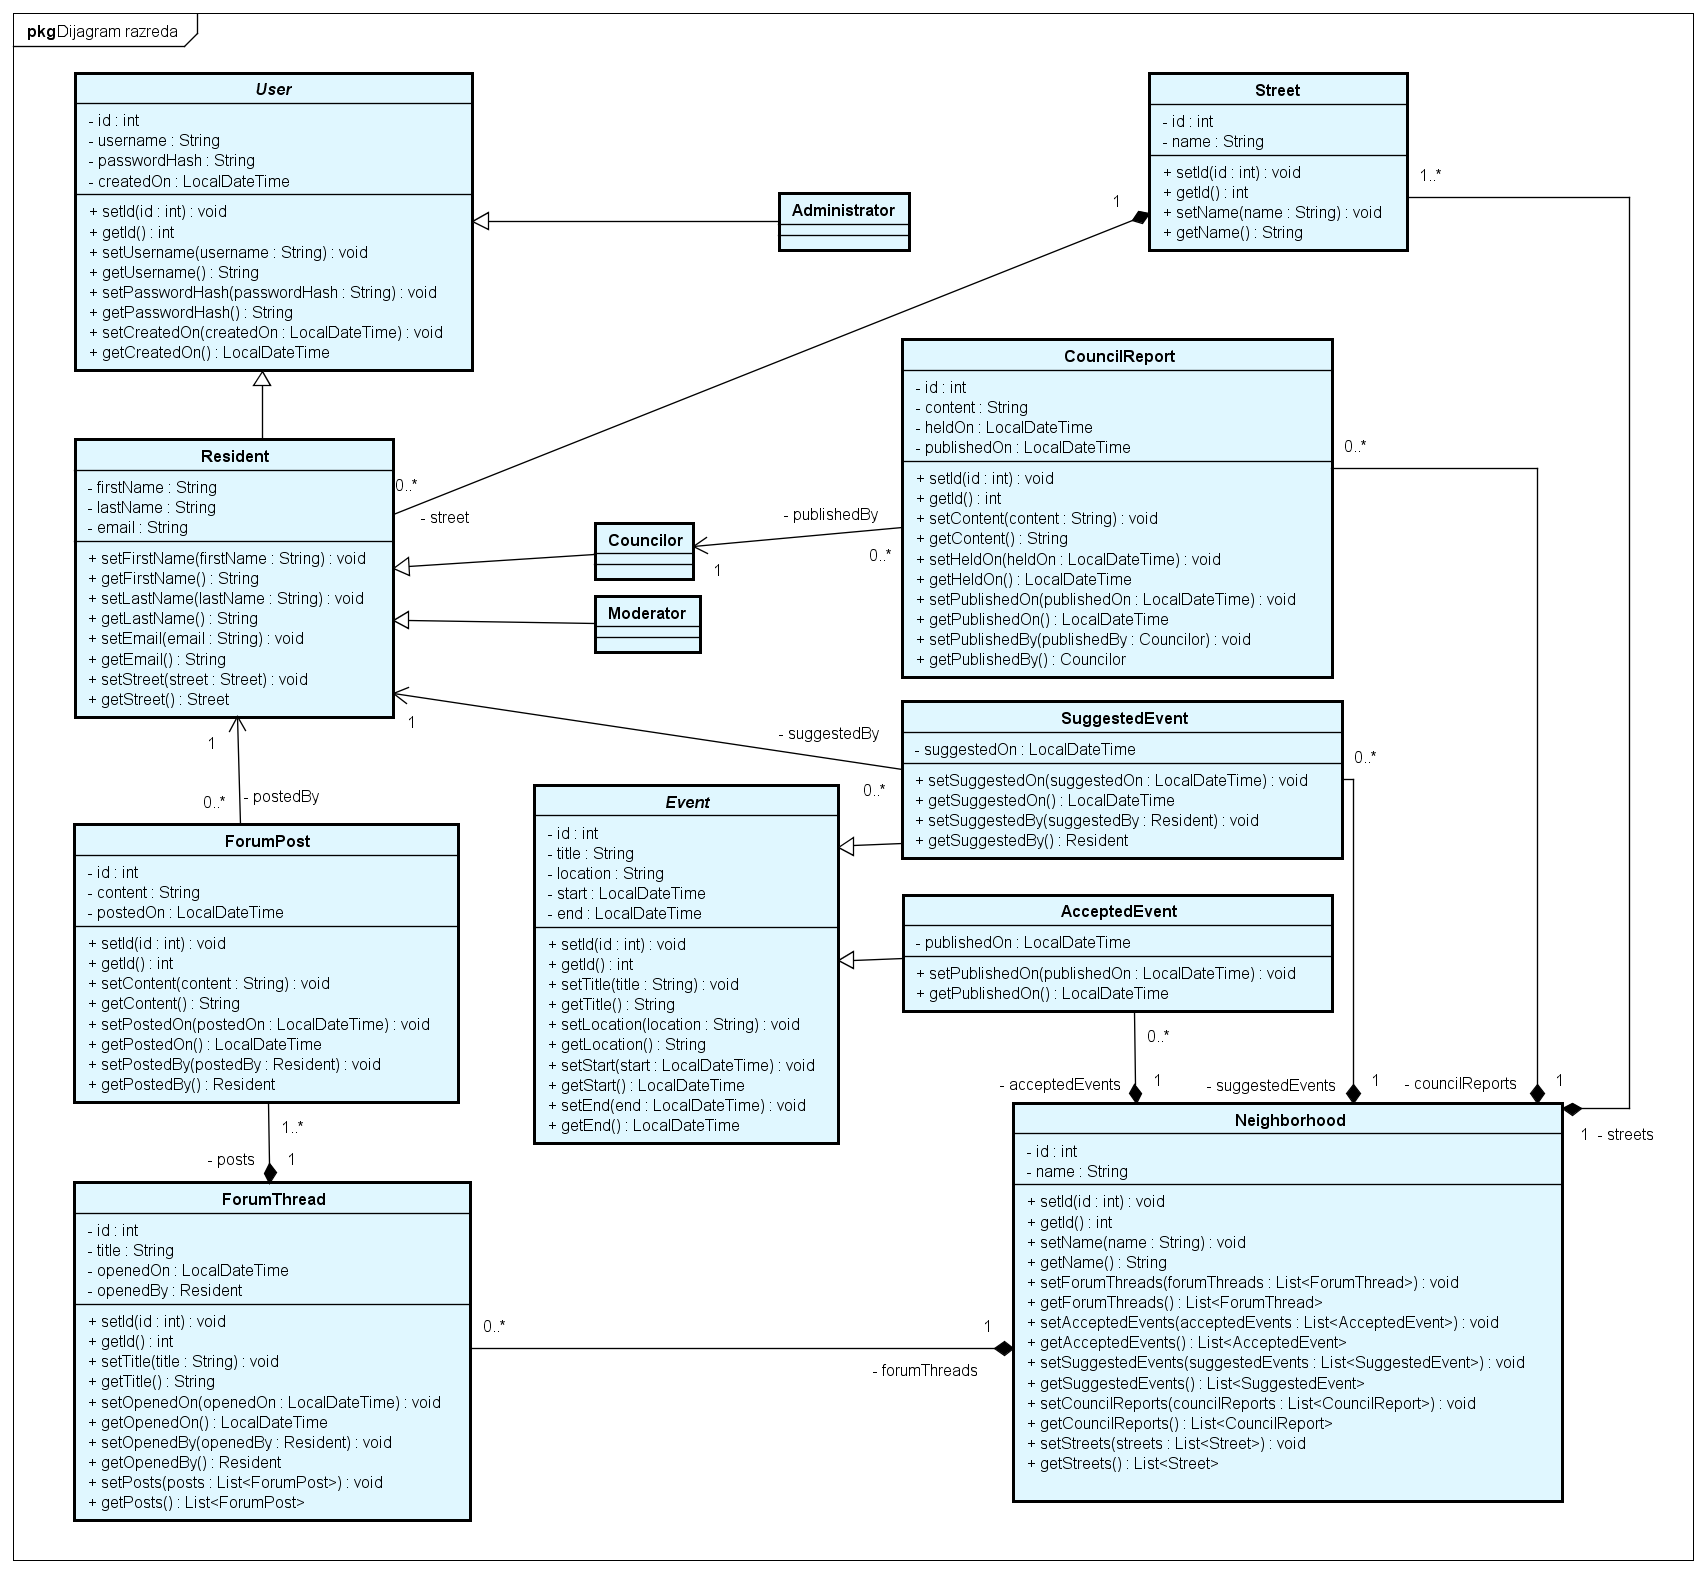 pkg Dijagram razreda
User
- id : int
- username : String
- passwordHash : String
- createdOn : LocalDateTime
+ setId(id : int) : void
+ getId() : int
+ setUsername(username : String) : void
+ getUsername() : String
+ setPasswordHash(passwordHash : String) : void
+ getPasswordHash() : String
+ setCreatedOn(createdOn : LocalDateTime) : void
+ getCreatedOn() : LocalDateTime
Administrator
Street
- id : int
- name : String
+ setId(id : int) : void
+ getId() : int
+ setName(name : String) : void
+ getName() : String
1
1..*
Resident
- firstName : String
- lastName : String
- email : String
+ setFirstName(firstName : String) : void
+ getFirstName() : String
+ setLastName(lastName : String) : void
+ getLastName() : String
+ setEmail(email : String) : void
+ getEmail() : String
+ setStreet(street : Street) : void
+ getStreet() : Street
0..*
- street
Councilor
Moderator
- publishedBy
0..*
1
CouncilReport
- id : int
- content : String
- heldOn : LocalDateTime
- publishedOn : LocalDateTime
+ setId(id : int) : void
+ getId() : int
+ setContent(content : String) : void
+ getContent() : String
+ setHeldOn(heldOn : LocalDateTime) : void
+ getHeldOn() : LocalDateTime
+ setPublishedOn(publishedOn : LocalDateTime) : void
+ getPublishedOn() : LocalDateTime
+ setPublishedBy(publishedBy : Councilor) : void
+ getPublishedBy() : Councilor
0..*
1
- suggestedBy
0..*
SuggestedEvent
- suggestedOn : LocalDateTime
+ setSuggestedOn(suggestedOn : LocalDateTime) : void
+ getSuggestedOn() : LocalDateTime
+ setSuggestedBy(suggestedBy : Resident) : void
+ getSuggestedBy() : Resident
0..*
1
0..*
- postedBy
ForumPost
- id : int
- content : String
- postedOn : LocalDateTime
+ setId(id : int) : void
+ getId() : int
+ setContent(content : String) : void
+ getContent() : String
+ setPostedOn(postedOn : LocalDateTime) : void
+ getPostedOn() : LocalDateTime
+ setPostedBy(postedBy : Resident) : void
+ getPostedBy() : Resident
Event
- id : int
- title : String
- location : String
- start : LocalDateTime
- end : LocalDateTime
+ setId(id : int) : void
+ getId() : int
+ setTitle(title : String) : void
+ getTitle() : String
+ setLocation(location : String) : void
+ getLocation() : String
+ setStart(start : LocalDateTime) : void
+ getStart() : LocalDateTime
+ setEnd(end : LocalDateTime) : void
+ getEnd() : LocalDateTime
AcceptedEvent
- publishedOn : LocalDateTime
+ setPublishedOn(publishedOn : LocalDateTime) : void
+ getPublishedOn() : LocalDateTime
0..*
- acceptedEvents
1
- suggestedEvents
1
- councilReports
1
1
- streets
1..*
- posts
1
ForumThread
- id : int
- title : String
- openedOn : LocalDateTime
- openedBy : Resident
+ setId(id : int) : void
+ getId() : int
+ setTitle(title : String) : void
+ getTitle() : String
+ setOpenedOn(openedOn : LocalDateTime) : void
+ getOpenedOn() : LocalDateTime
+ setOpenedBy(openedBy : Resident) : void
+ getOpenedBy() : Resident
+ setPosts(posts : List<ForumPost>) : void
+ getPosts() : List<ForumPost>
0..*
1
- forumThreads
Neighborhood
- id : int
- name : String
+ setId(id : int) : void
+ getId() : int
+ setName(name : String) : void
+ getName() : String
+ setForumThreads(forumThreads : List<ForumThread>) : void
+ getForumThreads() : List<ForumThread>
+ setAcceptedEvents(acceptedEvents : List<AcceptedEvent>) : void
+ getAcceptedEvents() : List<AcceptedEvent>
+ setSuggestedEvents(suggestedEvents : List<SuggestedEvent>) : void
+ getSuggestedEvents() : List<SuggestedEvent>
+ setCouncilReports(councilReports : List<CouncilReport>) : void
+ getCouncilReports() : List<CouncilReport>
+ setStreets(streets : List<Street>) : void
+ getStreets() : List<Street>